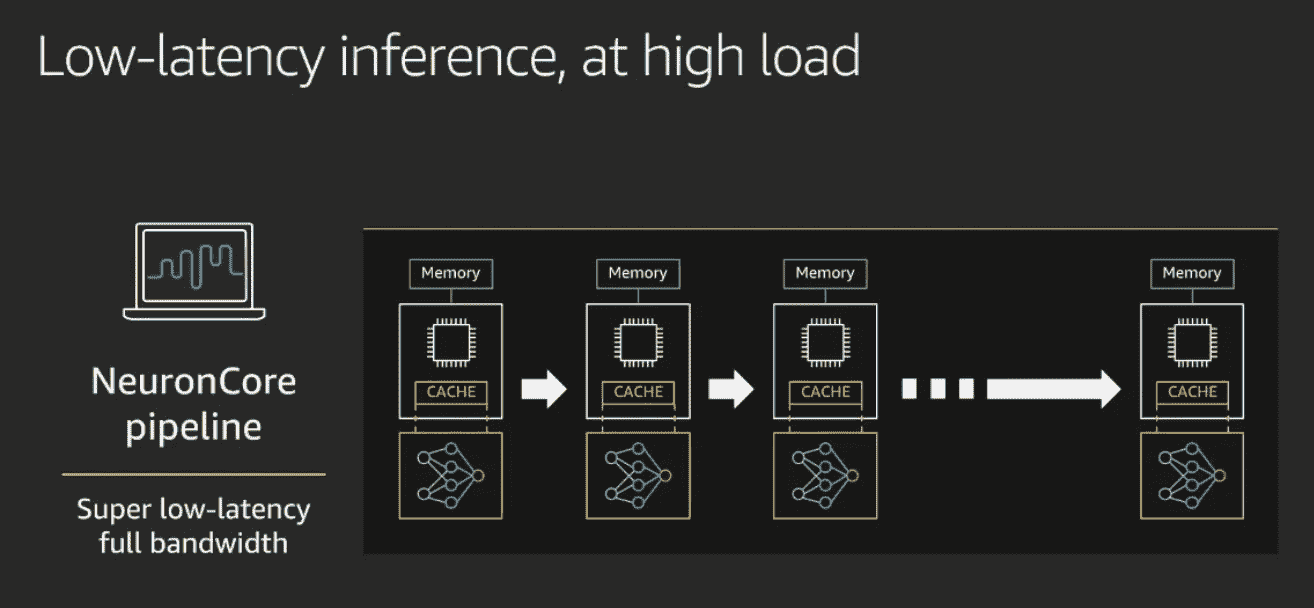 Low-latency inference, at high load
NeuronCore
pipeline
Super low-latency
full bandwidth
Memory
CACHE
Memory
CACHE
Memory
CACHE
Memory
CACHE